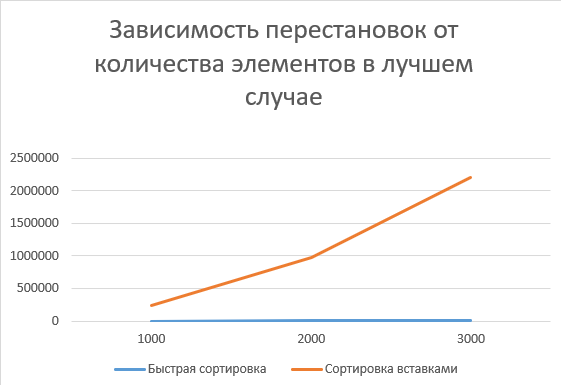 Зависимость перестановок от
количества элементов в лучшем
случае
2500000
2000000
1500000
1000000
500000
0
1000 2000 3000
Быстрая сортировка Сортировка вставками